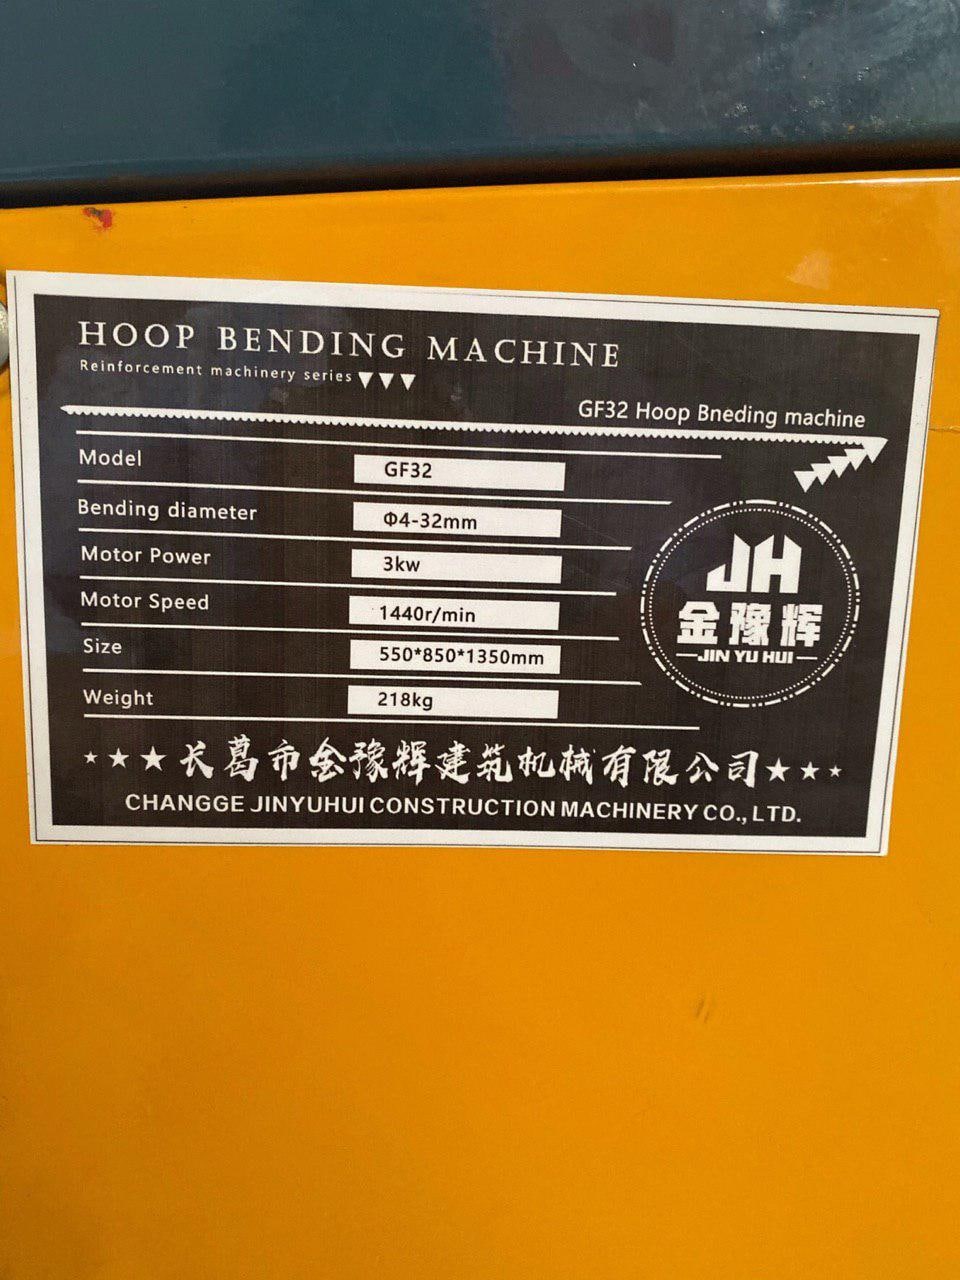 HOOP BENDING MACHINE
Reinforcement machinery series
GF32 Hoop Bneding machine
Model GF32
Bending diameter Φ4-32mm
Motor Power 3kw
Motor Speed 1440r/min
Size 550*850*1350mm
Weight 218kg
JH
金豫辉
JIN YU HUI
长葛市金豫辉建筑机械有限公司
CHANGGE JINYUHUI CONSTRUCTION MACHINERY CO., LTD.